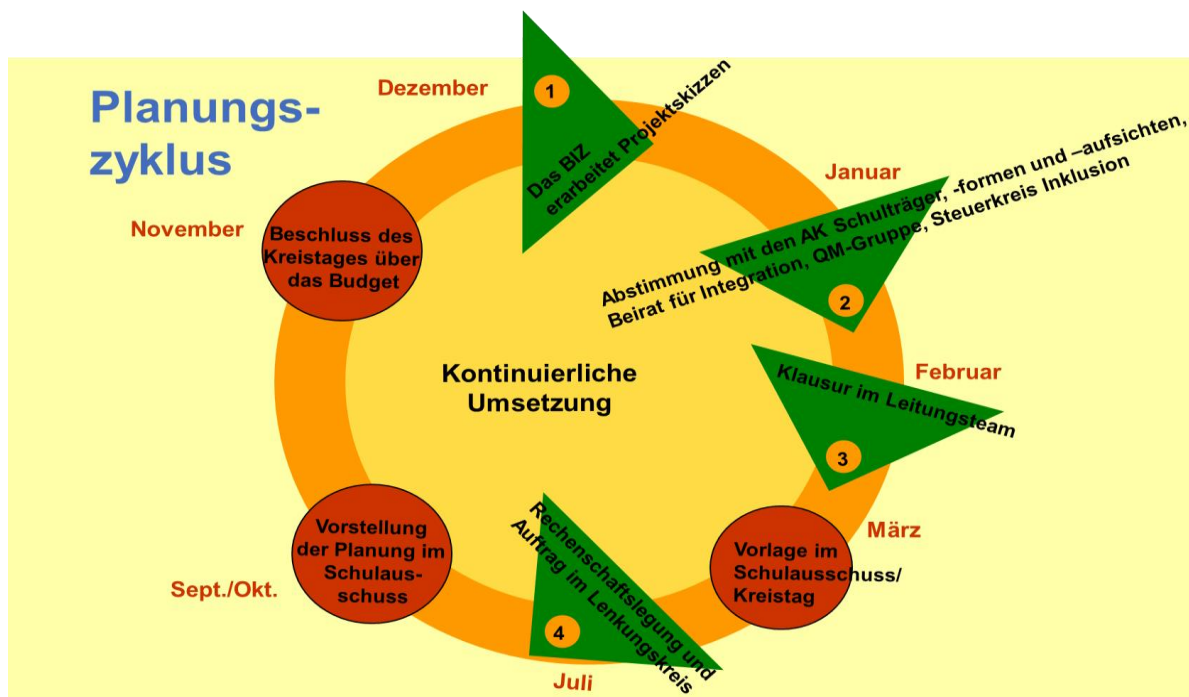 Planungs-
zyklus
Dezember
1
Das BIZ
erarbeitet Projektskizzen
Januar
Abstimmung mit den AK Schulträger, -formen und –aufsichten,
Beirat für Integration, QM-Gruppe, Steuerkreis Inklusion
2
Februar
Klausur im Leitungsteam
3
März
Vorlage im
Schulausschuss/
Kreistag
Juli
Rechenschaftslegung und
Auftrag im Lenkungskreis
4
Sept./Okt.
Vorstellung
der Planung im
Schulaus-
schuss
November
Beschluss des
Kreistages über
das Budget
Kontinuierliche
Umsetzung